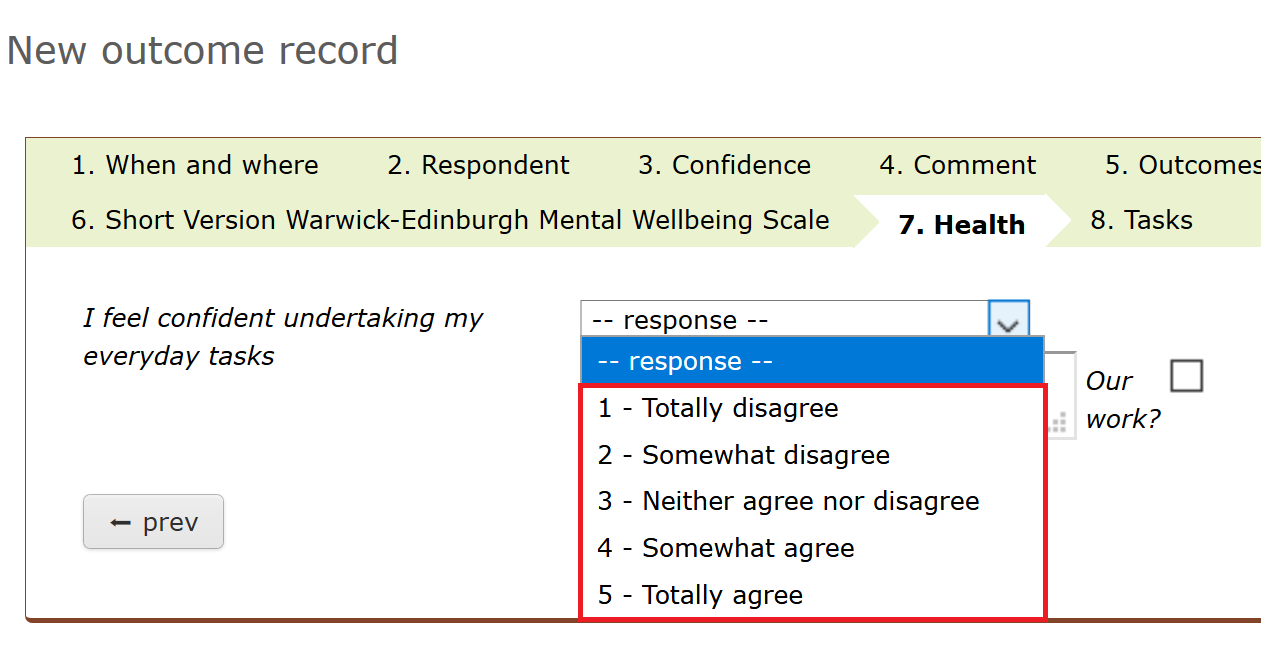 New outcome record
1. When and where 2. Respondent 3. Confidence 4. Comment 5. Outcomes
6. Short Version Warwick-Edinburgh Mental Wellbeing Scale 7. Health 8. Tasks
I feel confident undertaking my
everyday tasks
-- response --
-- response --
1 - Totally disagree
2 - Somewhat disagree
3 - Neither agree nor disagree
4 - Somewhat agree
5 - Totally agree
Our
work?
← prev